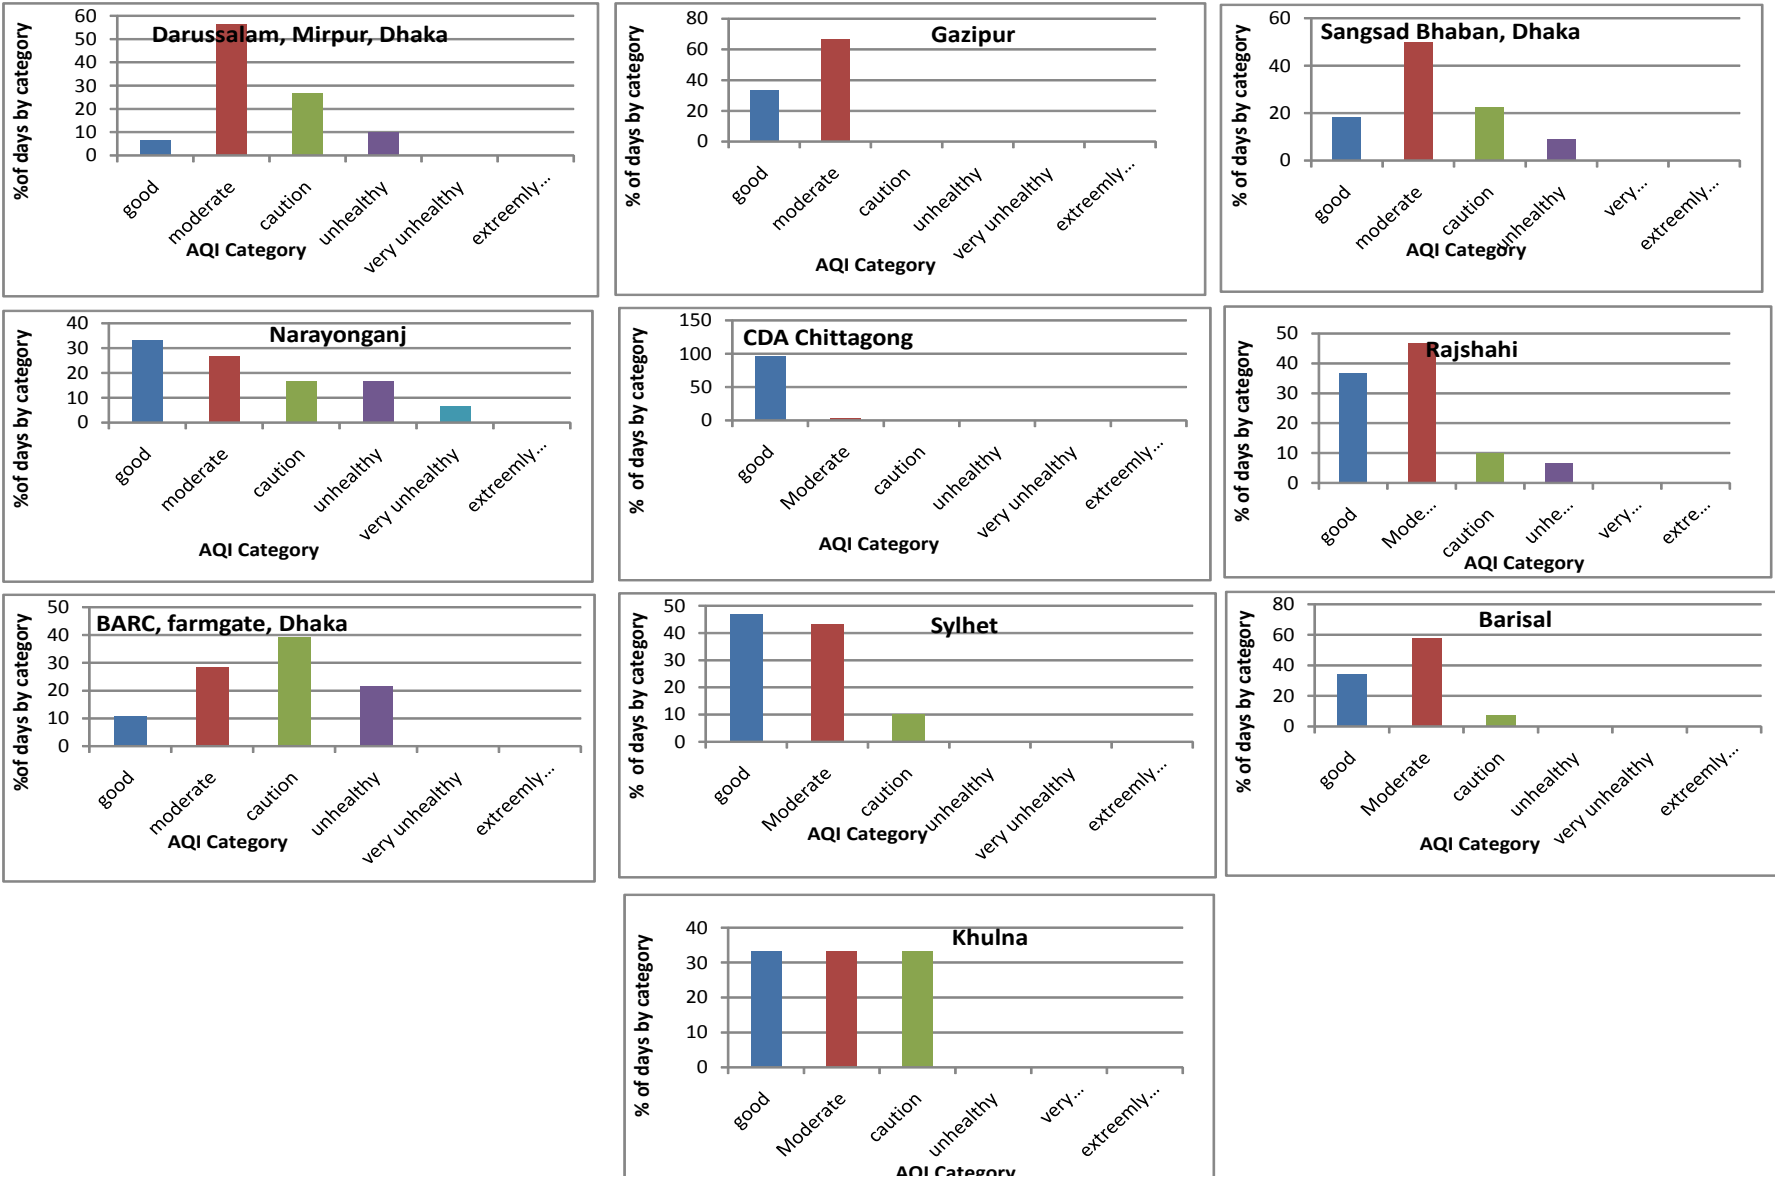 Darussalam, Mirpur, Dhaka
%of days by category
60
50
40
30
20
10
0
good
moderate
caution
unhealthy
very unhealthy
extreemly...
AQI Category
Gazipur
% of days by category
80
60
40
20
0
good
moderate
caution
unhealthy
very unhealthy
extreemly...
AQI Category
Sangsad Bhaban, Dhaka
% of days by category
60
40
20
0
good
moderate
caution
unhealthy
very...
extreemly...
AQI Category
Narayonganj
%of days by category
40
30
20
10
0
good
moderate
caution
unhealthy
very unhealthy
extreemly...
AQI Category
CDA Chittagong
% of days by category
150
100
50
0
good
Moderate
caution
unhealthy
very unhealthy
extreemly...
AQI Category
Rajshahi
% of days by category
50
40
30
20
10
0
good
Mode...
caution
unhe...
very...
extre...
AQI Category
BARC, farmgate, Dhaka
%of days by category
50
40
30
20
10
0
good
moderate
caution
unhealthy
very unhealthy
extreemly...
AQI Category
Sylhet
% of days by category
50
40
30
20
10
0
good
Moderate
caution
unhealthy
very unhealthy
extreemly...
AQI Category
Barisal
% of days by category
80
60
40
20
0
good
Moderate
caution
unhealthy
very unhealthy
extreemly...
AQI Category
Khulna
% of days by category
40
30
20
10
0
good
Moderate
caution
unhealthy
very...
extreemly...
AQI Category